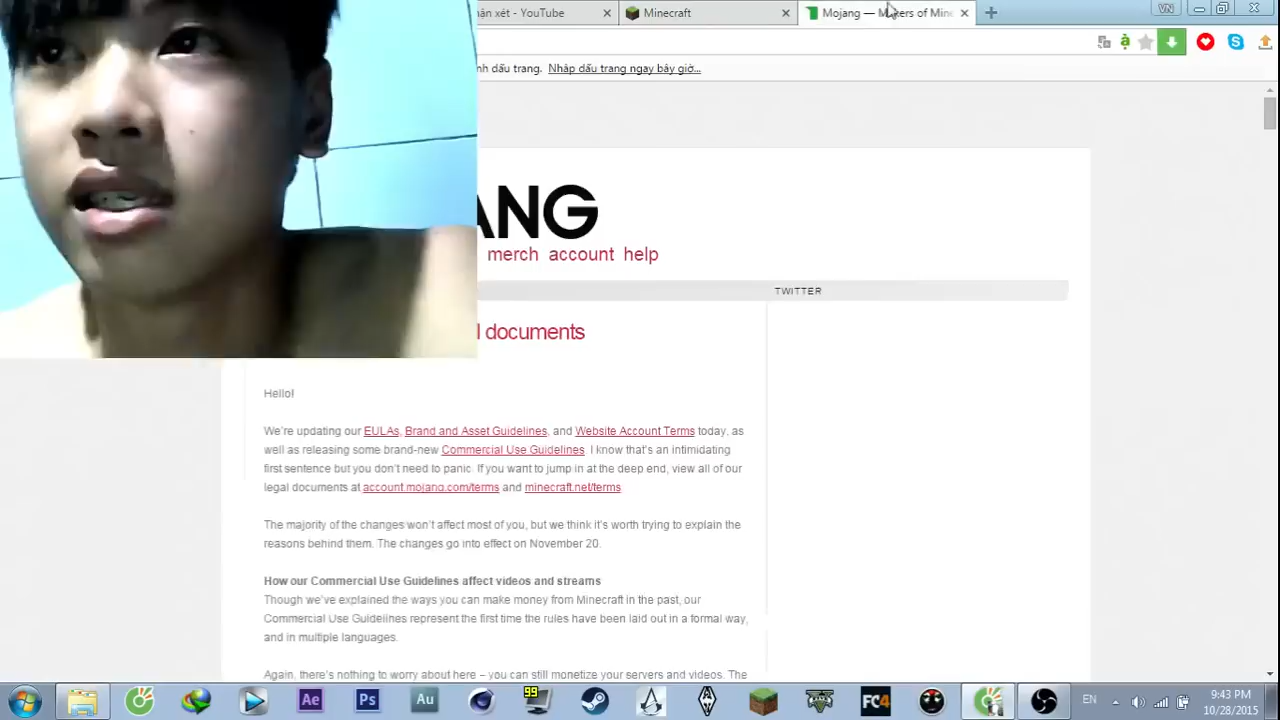 nận xét - YouTube
Minecraft
Mojang — Makers of Mine
VN
nh dấu trang. Nhập dấu trang ngay bây giờ...
ANG
merch account help
TWITTER
l documents
Hello!
We're updating our EULAs, Brand and Asset Guidelines, and Website Account Terms today, as
well as releasing some brand-new Commercial Use Guidelines. I know that's an intimidating
first sentence but you don't need to panic. If you want to jump in at the deep end, view all of our
legal documents at account.mojang.com/terms and minecraft.net/terms
The majority of the changes won't affect most of you, but we think it's worth trying to explain the
reasons behind them. The changes go into effect on November 20.
How our Commercial Use Guidelines affect videos and streams
Though we've explained the ways you can make money from Minecraft in the past, our
Commercial Use Guidelines represent the first time the rules have been laid out in a formal way,
and in multiple languages.
Again, there's nothing to worry about here – you can still monetize your servers and videos. The
99
Ae
Ps
Au
FC4
EN
9:43 PM
10/28/2015